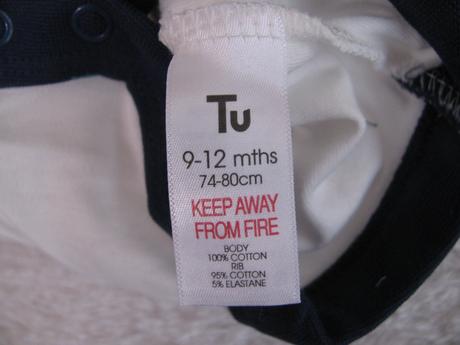 Tu
9-12 mths
74-80cm
KEEP AWAY
FROM FIRE
BODY
100% COTTON
RIB
95% COTTON
5% ELASTANE